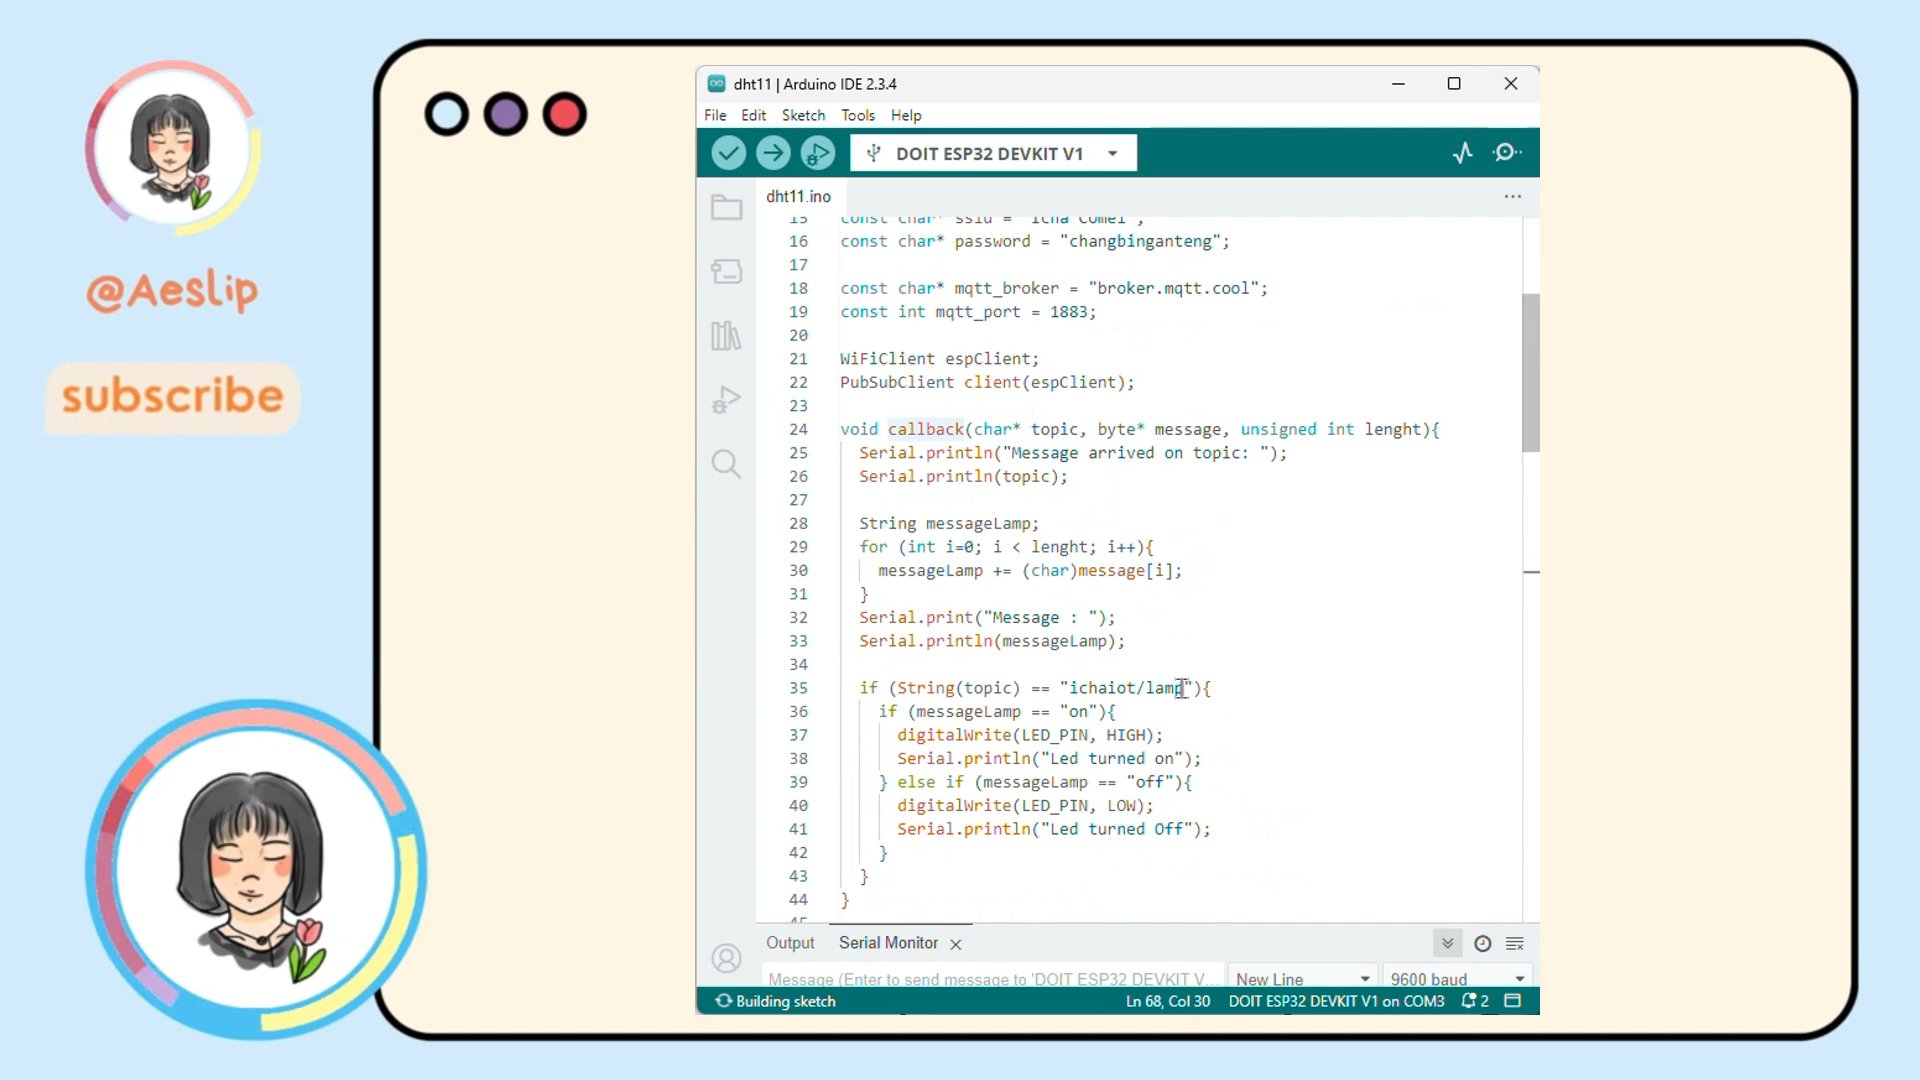 @Aeslip
subscribe
dht11 | Arduino IDE 2.3.4
File Edit Sketch Tools Help
DOIT ESP32 DEVKIT V1
dht11.ino
15 const char* ssid = "Icha Comel";
16 const char* password = "changbinganteng";
17
18 const char* mqtt_broker = "broker.mqtt.cool";
19 const int mqtt_port = 1883;
20
21 WiFiClient espClient;
22 PubSubClient client(espClient);
23
24 void callback(char* topic, byte* message, unsigned int lenght){
25 Serial.println("Message arrived on topic: ");
26 Serial.println(topic);
27
28 String messageLamp;
29 for (int i=0; i < lenght; i++){
30 messageLamp += (char)message[i];
31 }
32 Serial.print("Message : ");
33 Serial.println(messageLamp);
34
35 if (String(topic) == "ichaiot/lamp"){
36 if (messageLamp == "on"){
37 digitalWrite(LED_PIN, HIGH);
38 Serial.println("Led turned on");
39 } else if (messageLamp == "off"){
40 digitalWrite(LED_PIN, LOW);
41 Serial.println("Led turned Off");
42 }
43 }
44 }
45
Output Serial Monitor
Message (Enter to send message to 'DOIT ESP32 DEVKIT V... New Line 9600 baud
Building sketch Ln 68, Col 30 DOIT ESP32 DEVKIT V1 on COM3 2